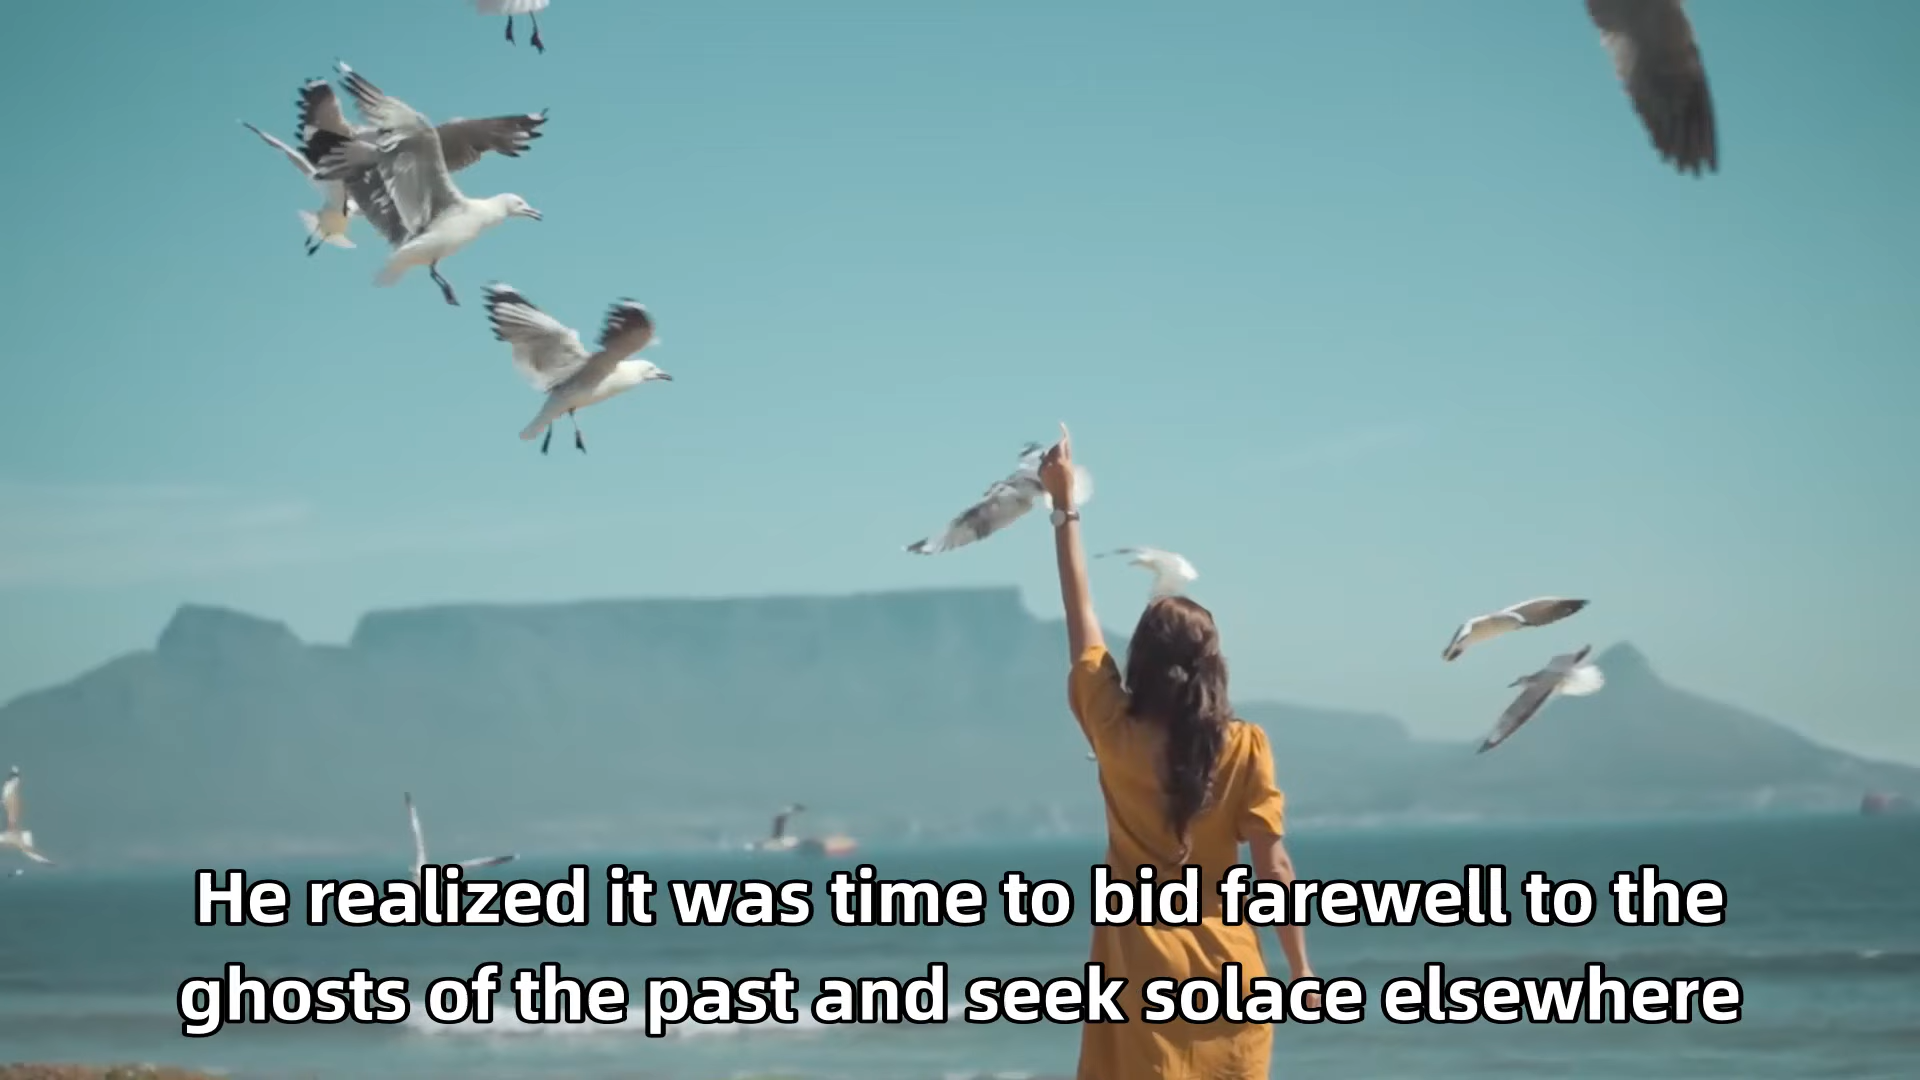 He realized it was time to bid farewell to the
ghosts of the past and seek solace elsewhere